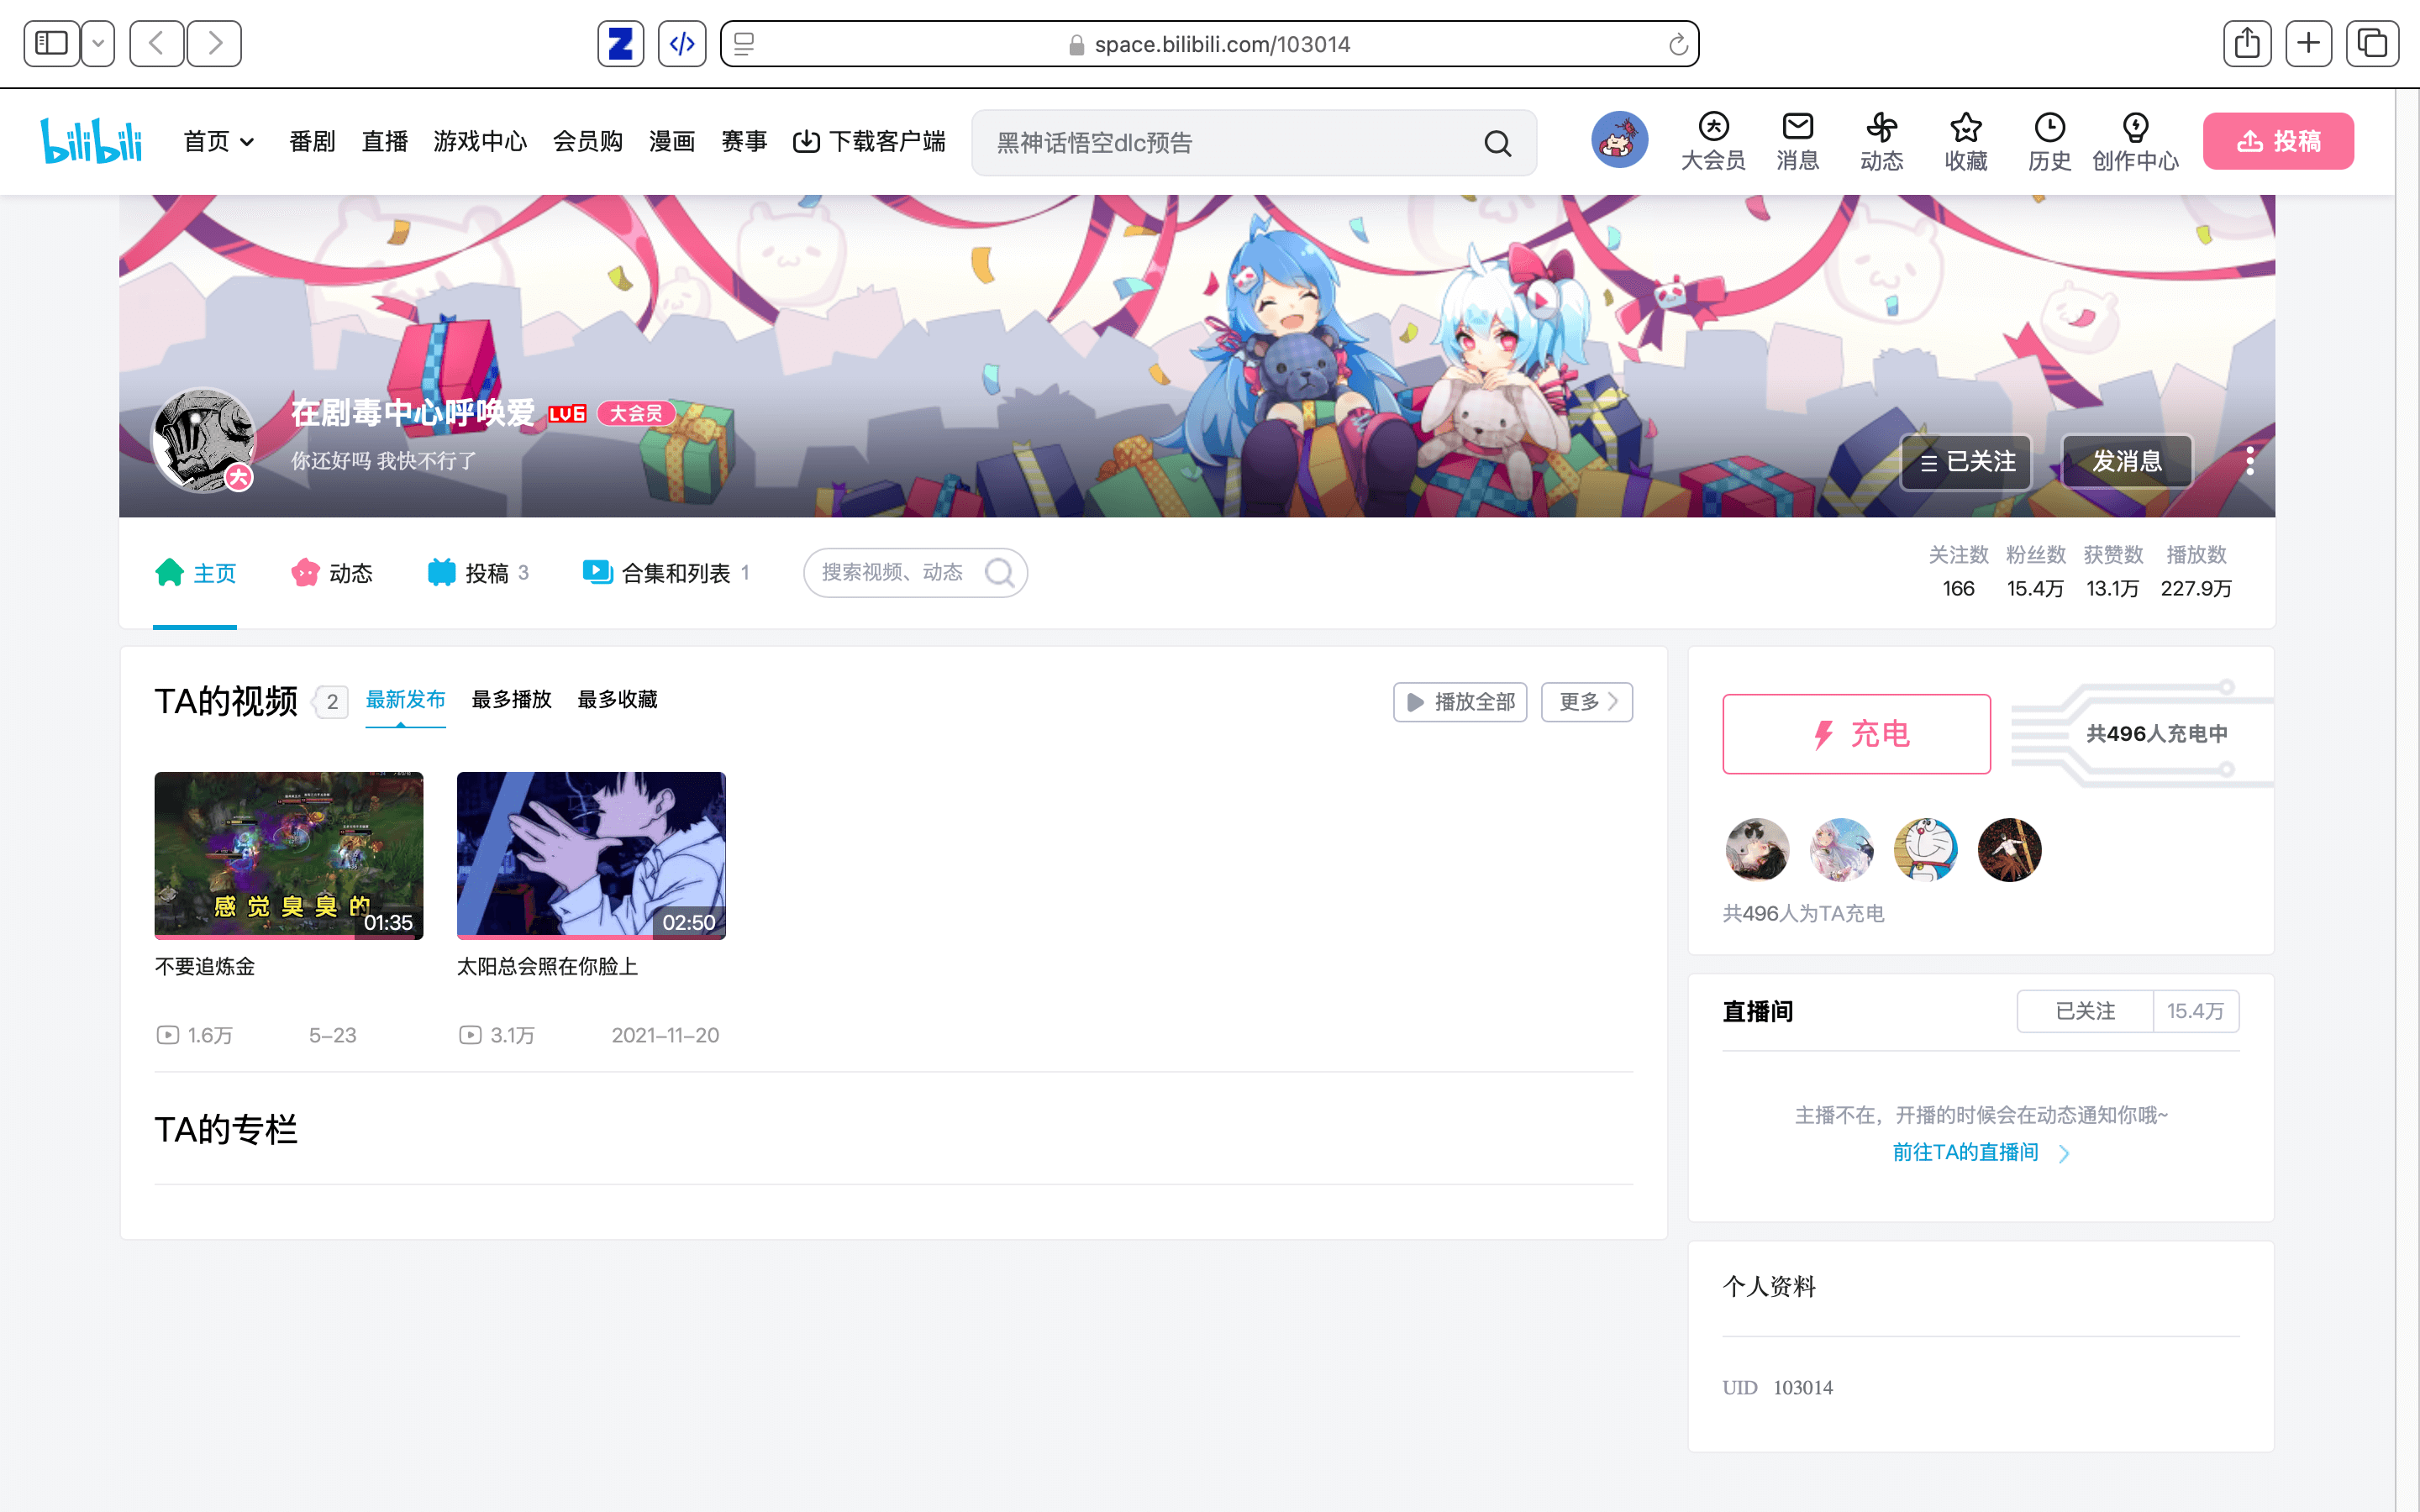 space.bilibili.com/103014
bilibili 首页 番剧 直播 游戏中心 会员购 漫画 赛事 下载客户端 黑神话悟空dlc预告 大会员 消息 动态 收藏 历史 创作中心 投稿
在剧毒中心呼唤爱 LV6 大会员
你还好吗 我快不行了
已关注 发消息
主页 动态 投稿 3 合集和列表 1 搜索视频、动态
关注数 粉丝数 获赞数 播放数
166 15.4万 13.1万 227.9万
TA的视频 2 最新发布 最多播放 最多收藏 播放全部 更多
感觉臭臭的
01:35 02:50
不要追炼金 太阳总会照在你脸上
1.6万 5-23 3.1万 2021-11-20
TA的专栏
充电 共496人充电中
共496人为TA充电
直播间 已关注 15.4万
主播不在，开播的时候会在动态通知你哦~
前往TA的直播间
个人资料
UID 103014